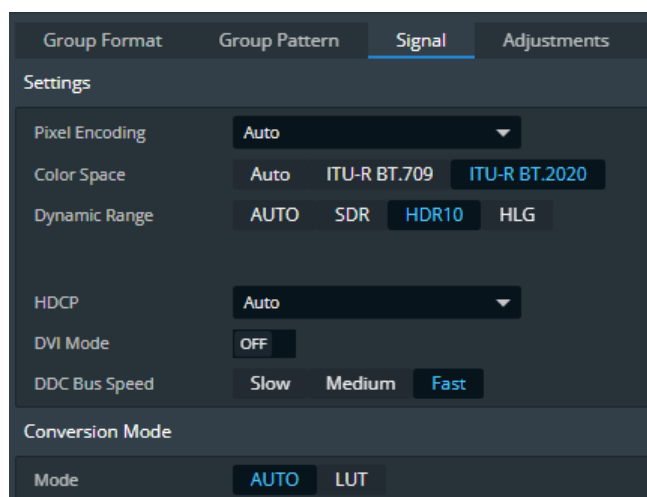 Group Format Group Pattern Signal Adjustments
Settings
Pixel Encoding Auto
Color Space Auto ITU-R BT.709 ITU-R BT.2020
Dynamic Range AUTO SDR HDR10 HLG
HDCP Auto
DVI Mode OFF
DDC Bus Speed Slow Medium Fast
Conversion Mode
Mode AUTO LUT